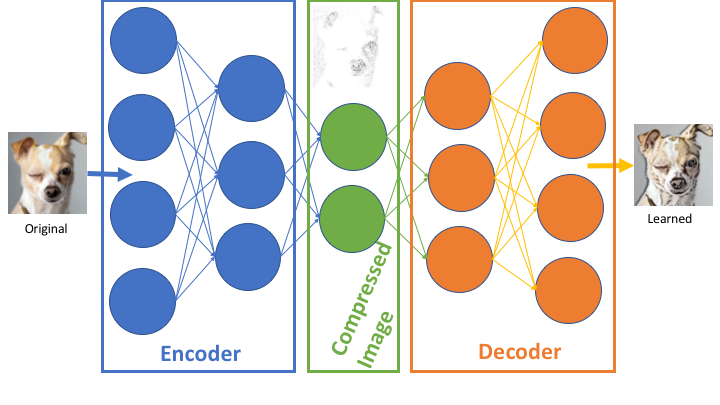 Original
Encoder
Compressed
Image
Decoder
Learned